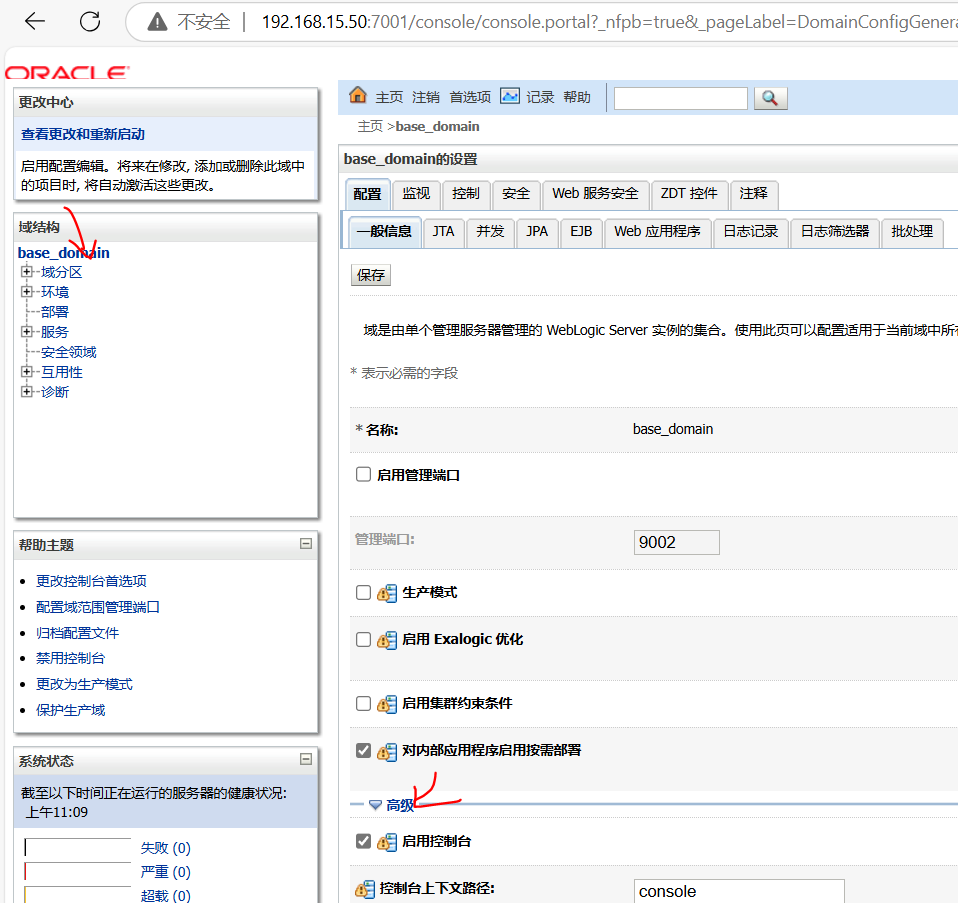 不安全 192.168.15.50:7001/console/console.portal?_nfpb=true&_pageLabel=DomainConfigGenera
ORACLE
更改中心
查看更改和重新启动
启用配置编辑。将来在修改, 添加或删除此域中
的项目时, 将自动激活这些更改。
域结构
base_domain
域分区
环境
部署
服务
安全领域
互用性
诊断
帮助主题
更改控制台首选项
配置域范围管理端口
归档配置文件
禁用控制台
更改为生产模式
保护生产域
系统状态
截至以下时间正在运行的服务器的健康状况:
上午11:09
失败 (0)
严重 (0)
超载 (0)
主页 注销 首选项 记录 帮助
主页 >base_domain
base_domain的设置
配置 监视 控制 安全 Web 服务安全 ZDT 控件 注释
一般信息 JTA 并发 JPA EJB Web 应用程序 日志记录 日志筛选器 批处理
保存
域是由单个管理服务器管理的 WebLogic Server 实例的集合。使用此页可以配置适用于当前域中所有
* 表示必需的字段
* 名称: base_domain
启用管理端口
管理端口: 9002
生产模式
启用 Exalogic 优化
启用集群约束条件
对内部应用程序启用按需部署
高级
启用控制台
控制台上下文路径: console